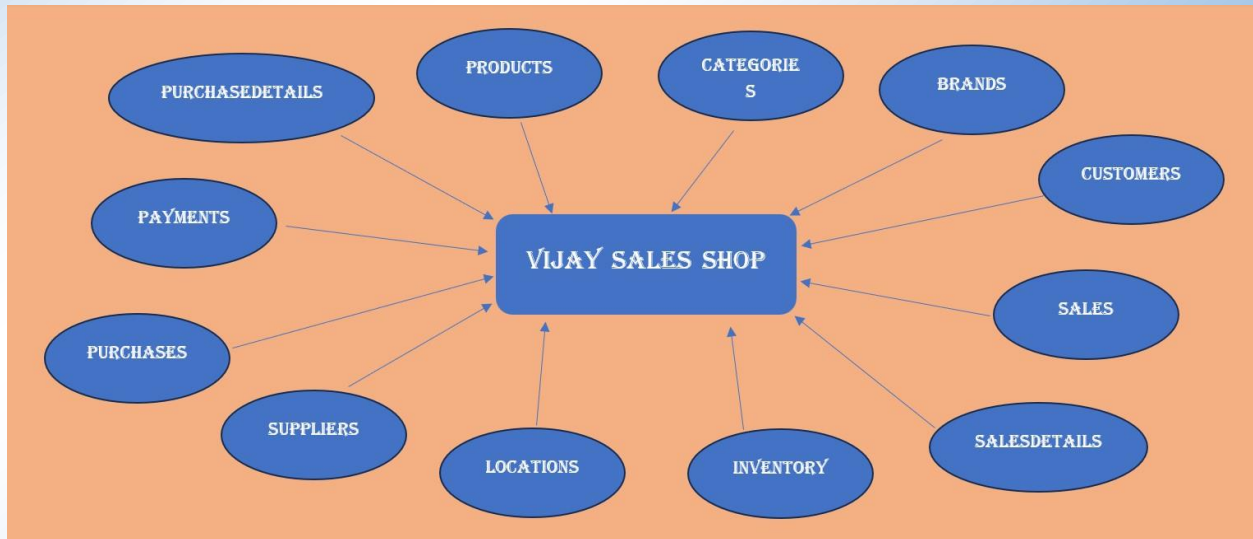 PRODUCTS
CATEGORIE
S
BRANDS
PURCHASEDETAILS
CUSTOMERS
PAYMENTS
VIJAY SALES SHOP
SALES
PURCHASES
SUPPLIERS
LOCATIONS
INVENTORY
SALESDETAILS